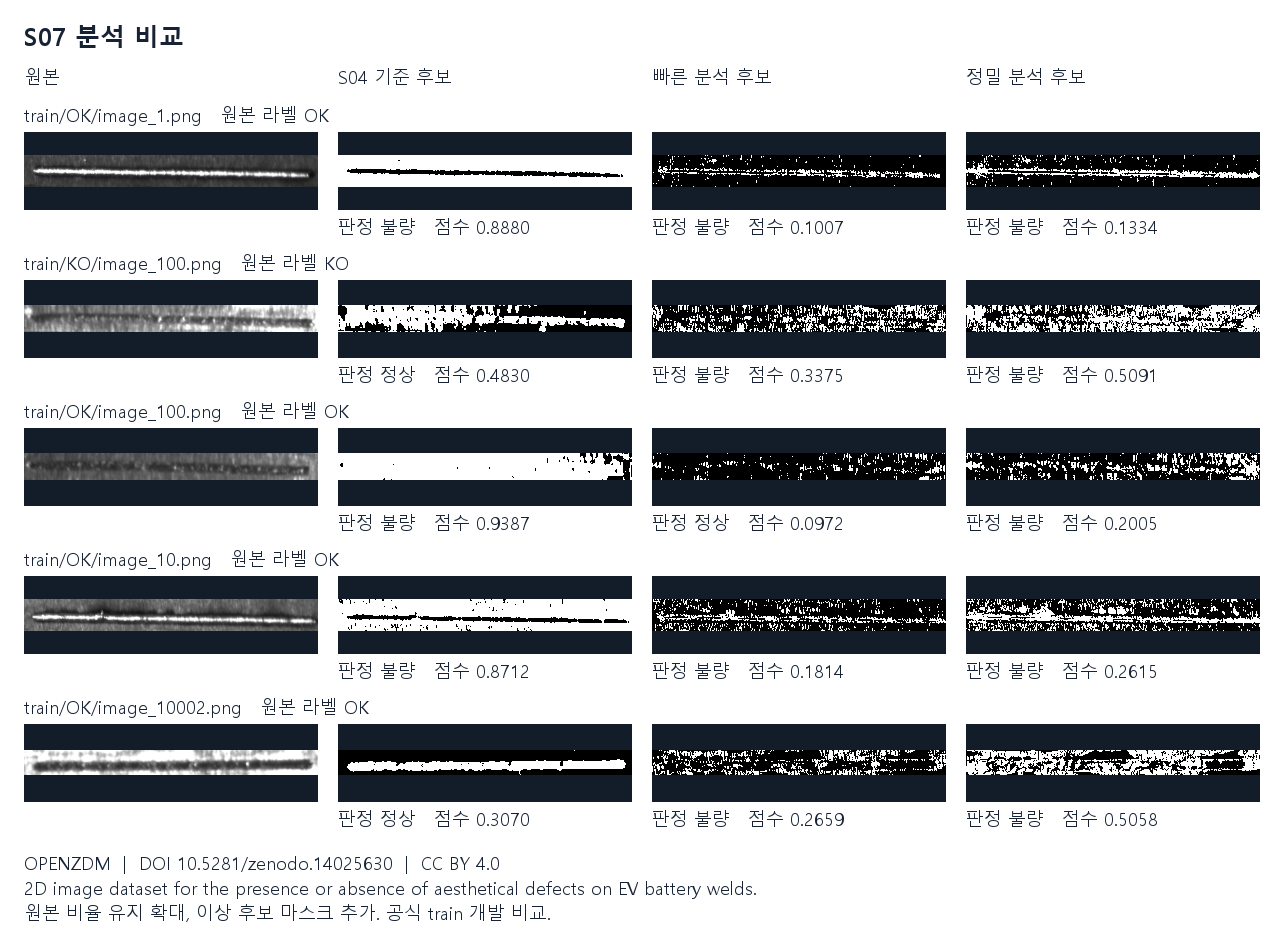 S07 분석 비교
원본 S04 기준 후보 빠른 분석 후보 정밀 분석 후보
train/OK/image_1.png 원본 라벨 OK
판정 불량 점수 0.8880 판정 불량 점수 0.1007 판정 불량 점수 0.1334
train/KO/image_100.png 원본 라벨 KO
판정 정상 점수 0.4830 판정 불량 점수 0.3375 판정 불량 점수 0.5091
train/OK/image_100.png 원본 라벨 OK
판정 불량 점수 0.9387 판정 정상 점수 0.0972 판정 불량 점수 0.2005
train/OK/image_10.png 원본 라벨 OK
판정 불량 점수 0.8712 판정 불량 점수 0.1814 판정 불량 점수 0.2615
train/OK/image_10002.png 원본 라벨 OK
판정 정상 점수 0.3070 판정 불량 점수 0.2659 판정 불량 점수 0.5058
OPENZDM | DOI 10.5281/zenodo.14025630 | CC BY 4.0
2D image dataset for the presence or absence of aesthetical defects on EV battery welds.
원본 비율 유지 확대, 이상 후보 마스크 추가. 공식 train 개발 비교.